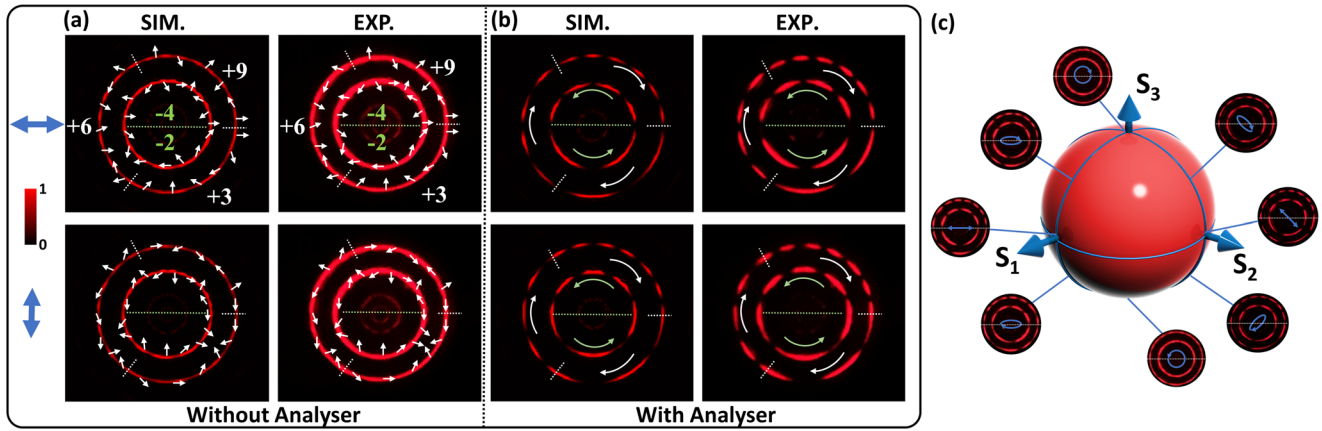 (a)
SIM.
EXP.
(b)
SIM.
EXP.
(c)
+9
-4
+6
-2
+3
+9
-4
+6
-2
+3
1
0
S3
S1
S2
Without Analyser
With Analyser